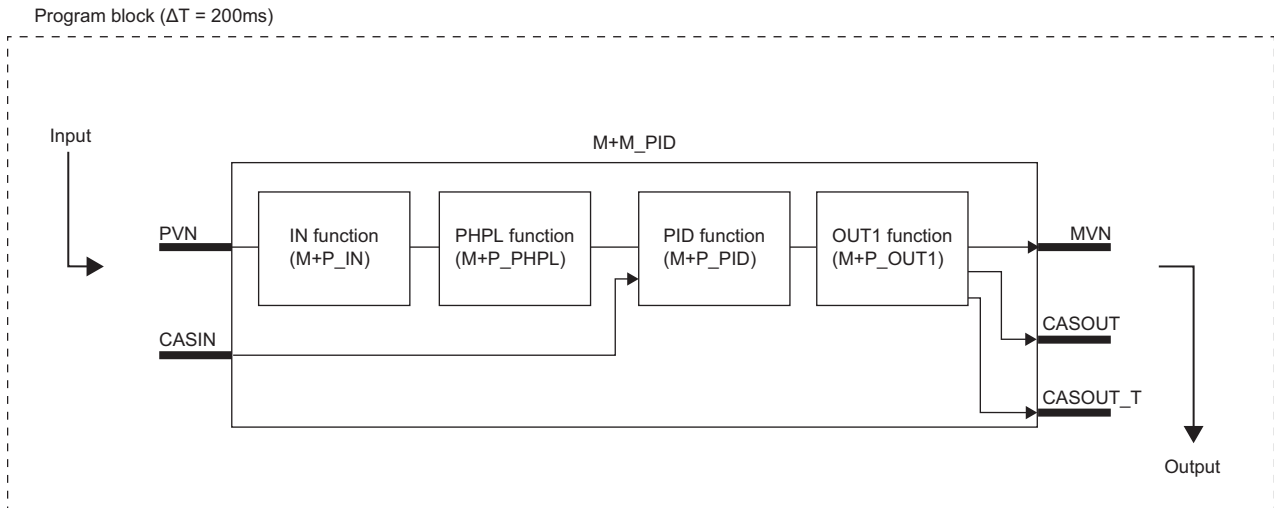 Program block (ΔT = 200ms)
Input
M+M_PID
PVN
IN function
(M+P_IN)
PHPL function
(M+P_PHPL)
PID function
(M+P_PID)
OUT1 function
(M+P_OUT1)
MVN
CASIN
CASOUT
CASOUT_T
Output